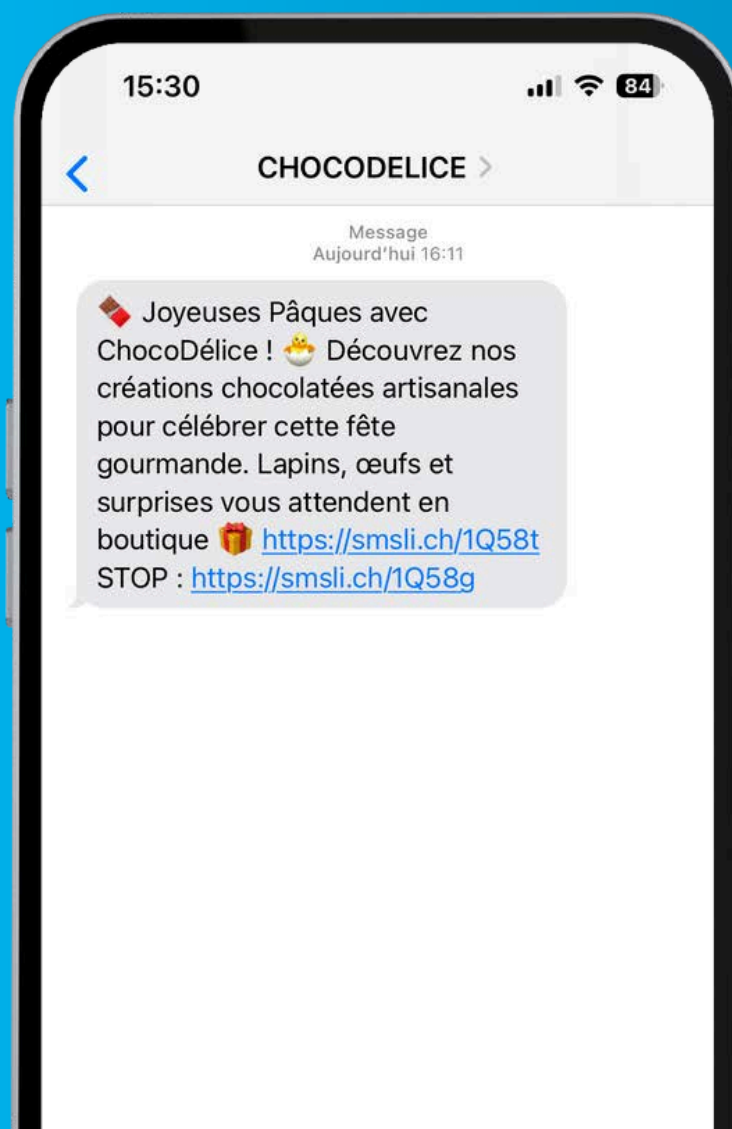 15:30
84
CHOCODELICE
Message
Aujourd'hui 16:11
🍫 Joyeuses Pâques avec
ChocoDélice ! 🐣 Découvrez nos
créations chocolatées artisanales
pour célébrer cette fête
gourmande. Lapins, œufs et
surprises vous attendent en
boutique 🎁 https://smsli.ch/1Q58t
STOP : https://smsli.ch/1Q58g